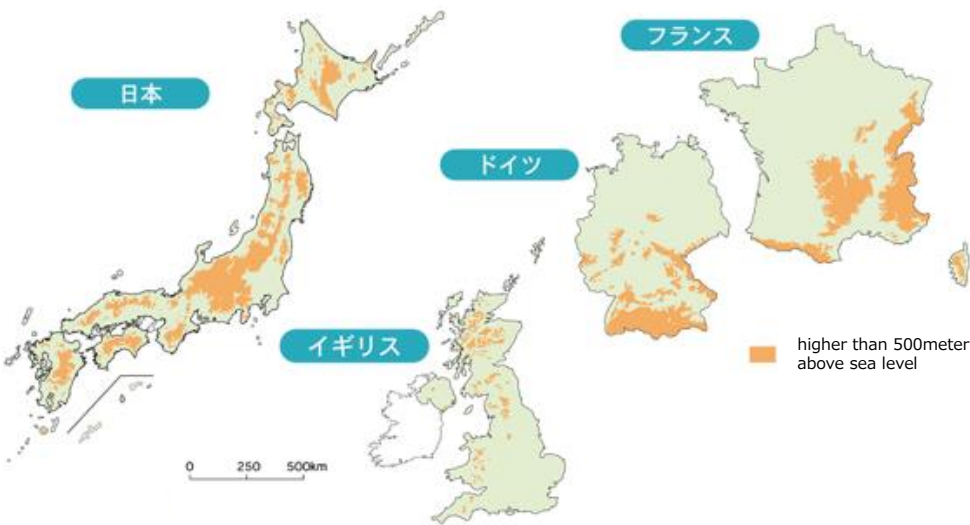 フランス
日本
ドイツ
イギリス
higher than 500meter
above sea level
0 250 500km